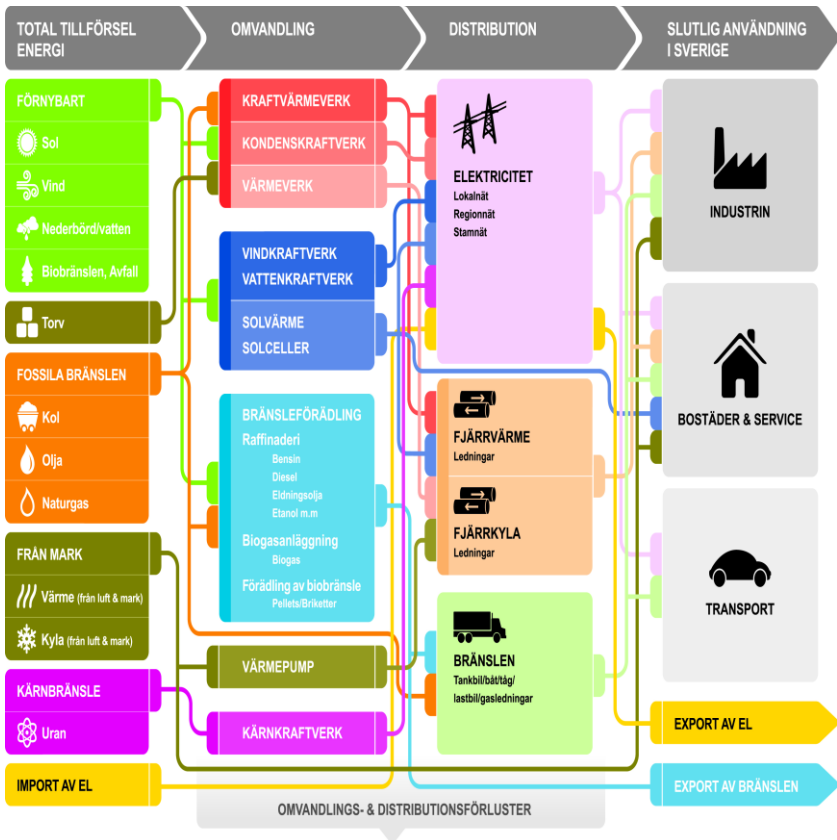 TOTAL TILLFÖRSEL
ENERGI
OMVANDLING
DISTRIBUTION
SLUTLIG ANVÄNDNING
I SVERIGE
FÖRNYBART
Sol
Vind
Nederbörd/vatten
Biobränslen, Avfall
Torv
FOSSILA BRÄNSLEN
Kol
Olja
Naturgas
FRÅN MARK
Värme (från luft & mark)
Kyla (från luft & mark)
KÄRNBRÄNSLE
Uran
IMPORT AV EL
KRAFTVÄRMEVERK
KONDENSKRAFTVERK
VÄRMEVERK
VINDKRAFTVERK
VATTENKRAFTVERK
SOLVÄRME
SOLCELLER
BRÄNSLEFÖRÄDLING
Raffinaderi
Bensin
Diesel
Eldningsolja
Etanol m.m
Biogasanläggning
Biogas
Förädling av biobränsle
Pellets/Briketter
VÄRMEPUMP
KÄRNKRAFTVERK
ELEKTRICITET
Lokalnät
Regionnät
Stamnät
FJÄRRVÄRME
Ledningar
FJÄRRKYLA
Ledningar
BRÄNSLEN
Tankbil/båt/tåg/
lastbil/gasledningar
INDUSTRIN
BOSTÄDER & SERVICE
TRANSPORT
EXPORT AV EL
EXPORT AV BRÄNSLEN
OMVANDLINGS- & DISTRIBUTIONSFÖRLUSTER